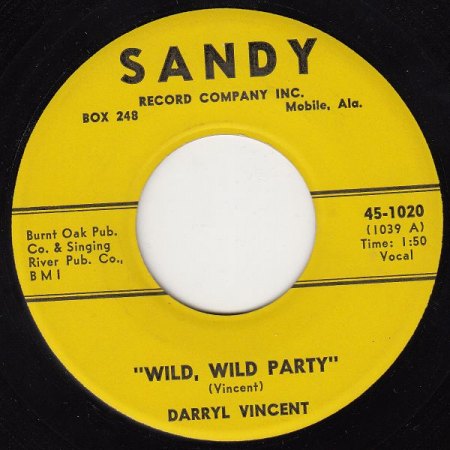 SANDY
RECORD COMPANY INC.
BOX 248
Mobile, Ala.
Burnt Oak Pub.
Co. & Singing
River Pub. Co.,
BMI
45-1020
(1039 A)
Time: 1:50
Vocal
"WILD, WILD PARTY"
(Vincent)
DARRYL VINCENT